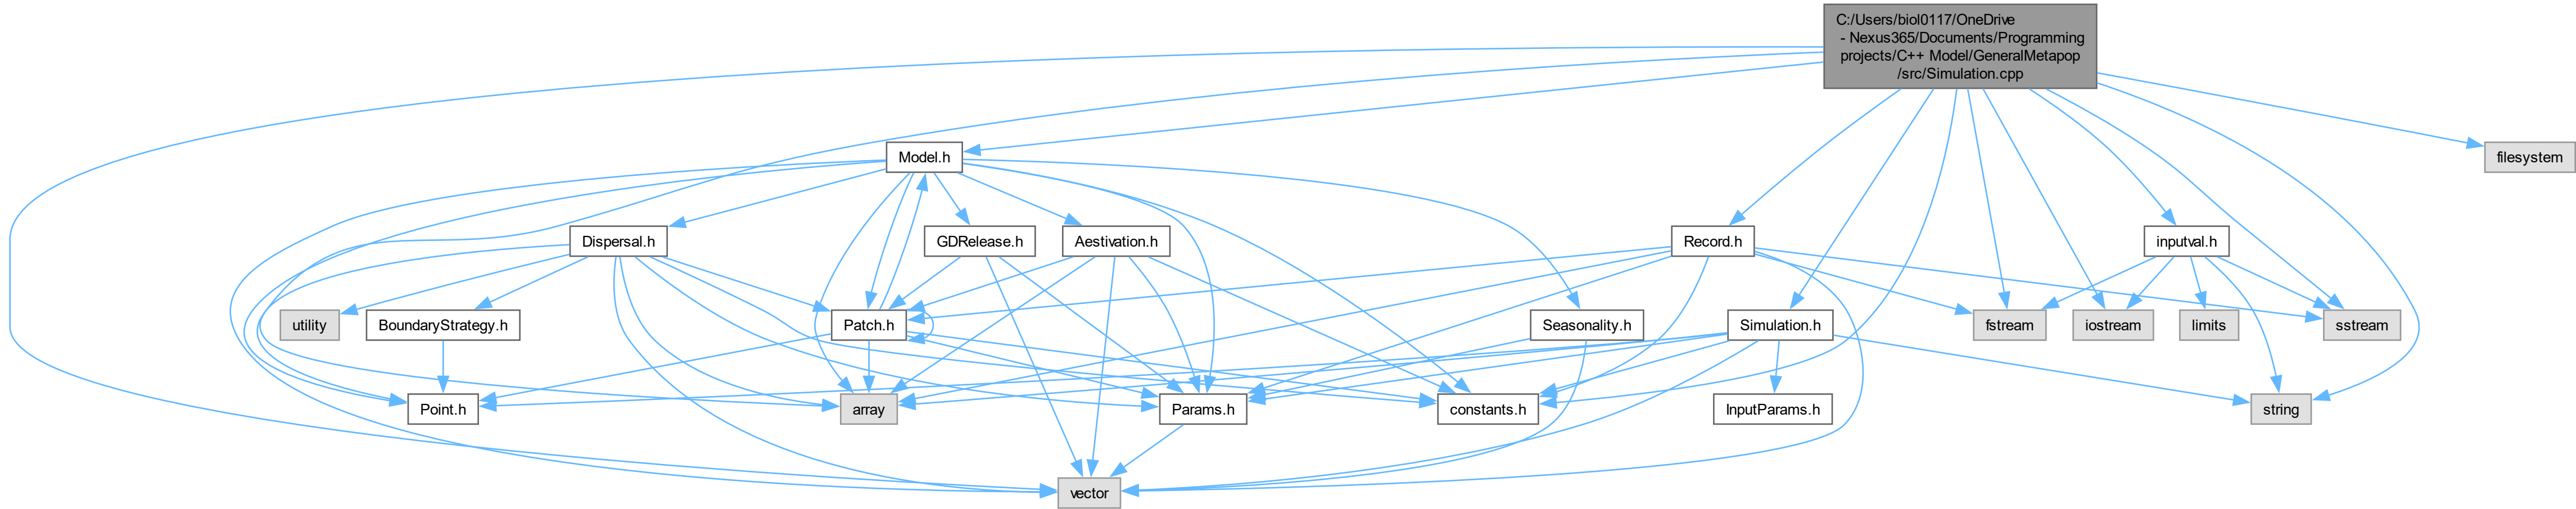 C:/Users/biol0117/OneDrive
- Nexus365/Documents/Programming
projects/C++ Model/GeneralMetapop
/src/Simulation.cpp
Model.h
filesystem
Dispersal.h
GDRelease.h
Aestivation.h
Record.h
inputval.h
utility
BoundaryStrategy.h
Patch.h
Seasonality.h
Simulation.h
fstream
iostream
limits
sstream
Point.h
array
Params.h
constants.h
InputParams.h
string
vector